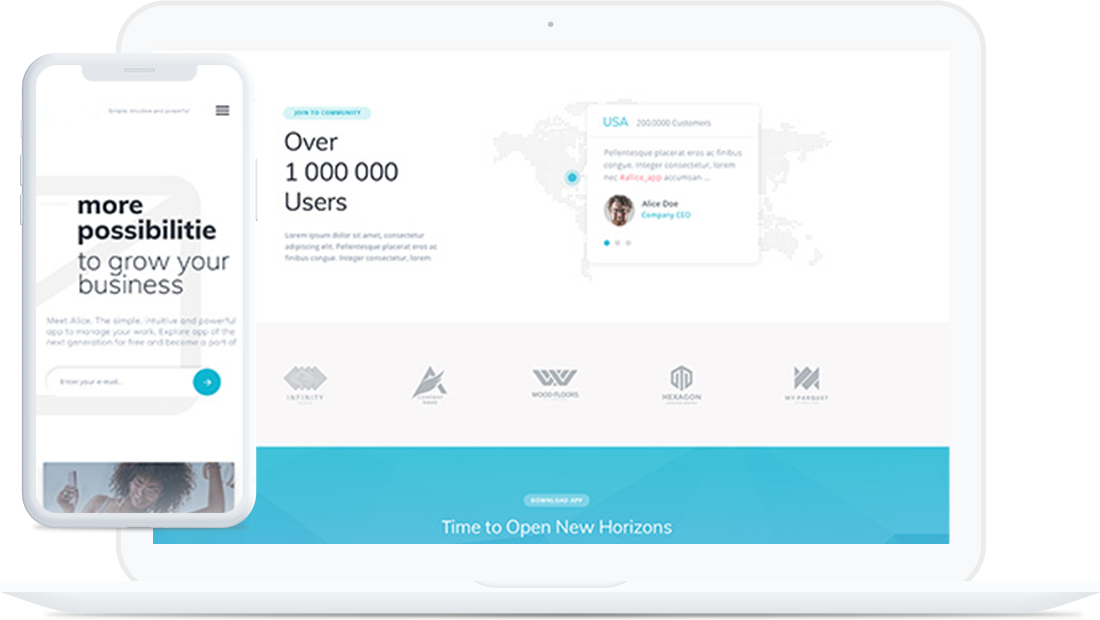 Simple, intuitive and powerful
more
possibilitie
to grow your
business
Meet Alice. The simple, intuitive and powerful
app to manage your work. Explore app of the
next generation for free and become a part of
Enter your e-mail...
JOIN TO COMMUNITY
Over
1 000 000
Users
Lorem ipsum dolor sit amet, consectetur
adipiscing elit. Pellentesque placerat eros ac
finibus congue. Integer consectetur, lorem
USA 200.0000 Customers
Pellentesque placerat eros ac finibus
congue. Integer consectetur, lorem
nec #allice_app accumsan ...
Alice Doe
Company CEO
INFINITY
COMPANY
NAME
WOOD FLOORS
HEXAGON
MY PARQUET
DOWNLOAD APP
Time to Open New Horizons